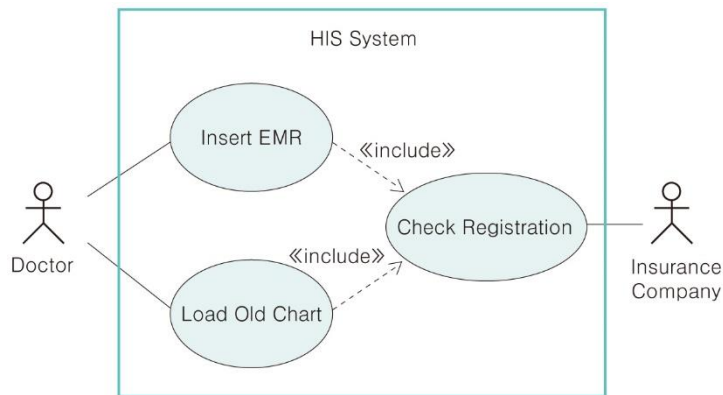 HIS System
Insert EMR
«include»
Check Registration
«include»
Load Old Chart
Doctor
Insurance
Company